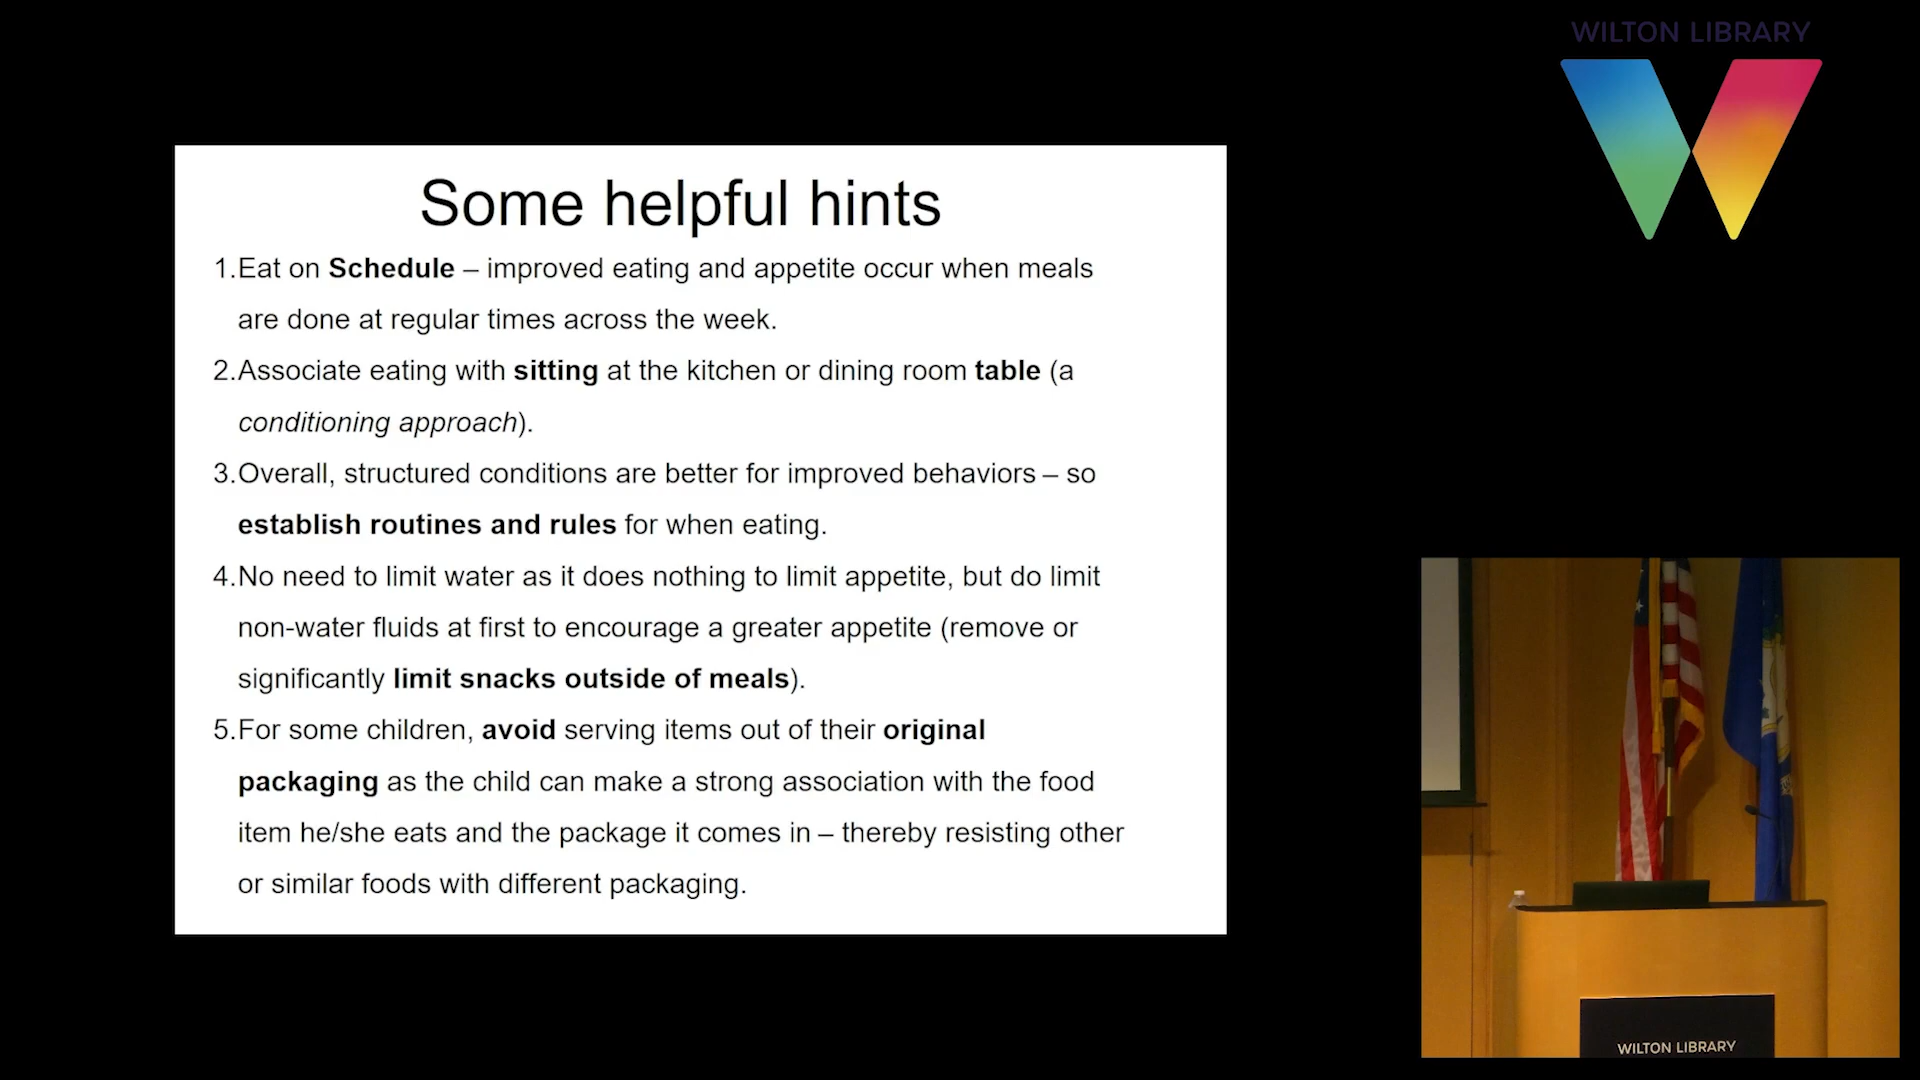 WILTON LIBRARY
Some helpful hints
1.Eat on Schedule – improved eating and appetite occur when meals
are done at regular times across the week.
2.Associate eating with sitting at the kitchen or dining room table (a
conditioning approach).
3.Overall, structured conditions are better for improved behaviors – so
establish routines and rules for when eating.
4.No need to limit water as it does nothing to limit appetite, but do limit
non-water fluids at first to encourage a greater appetite (remove or
significantly limit snacks outside of meals).
5.For some children, avoid serving items out of their original
packaging as the child can make a strong association with the food
item he/she eats and the package it comes in – thereby resisting other
or similar foods with different packaging.
WILTON LIBRARY